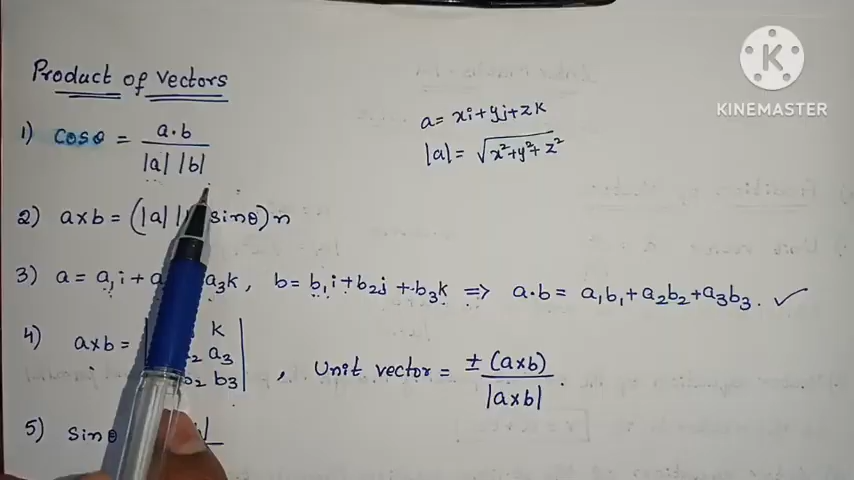 K
KINEMASTER
Product of vectors
a = xi+yj+zk
|a| = √x²+y²+z²
1) cosθ = a·b / |a| |b|
2) a×b = (|a| | sinθ) n
3) a = a₁i + a₃k, b = b₁i + b₂j + b₃k ⇒ a·b = a₁b₁+a₂b₂+a₃b₃. ✓
4) a×b = | k
a₃
b₂ b₃ | , Unit vector = ± (a×b) / |a×b| .
5) sinθ